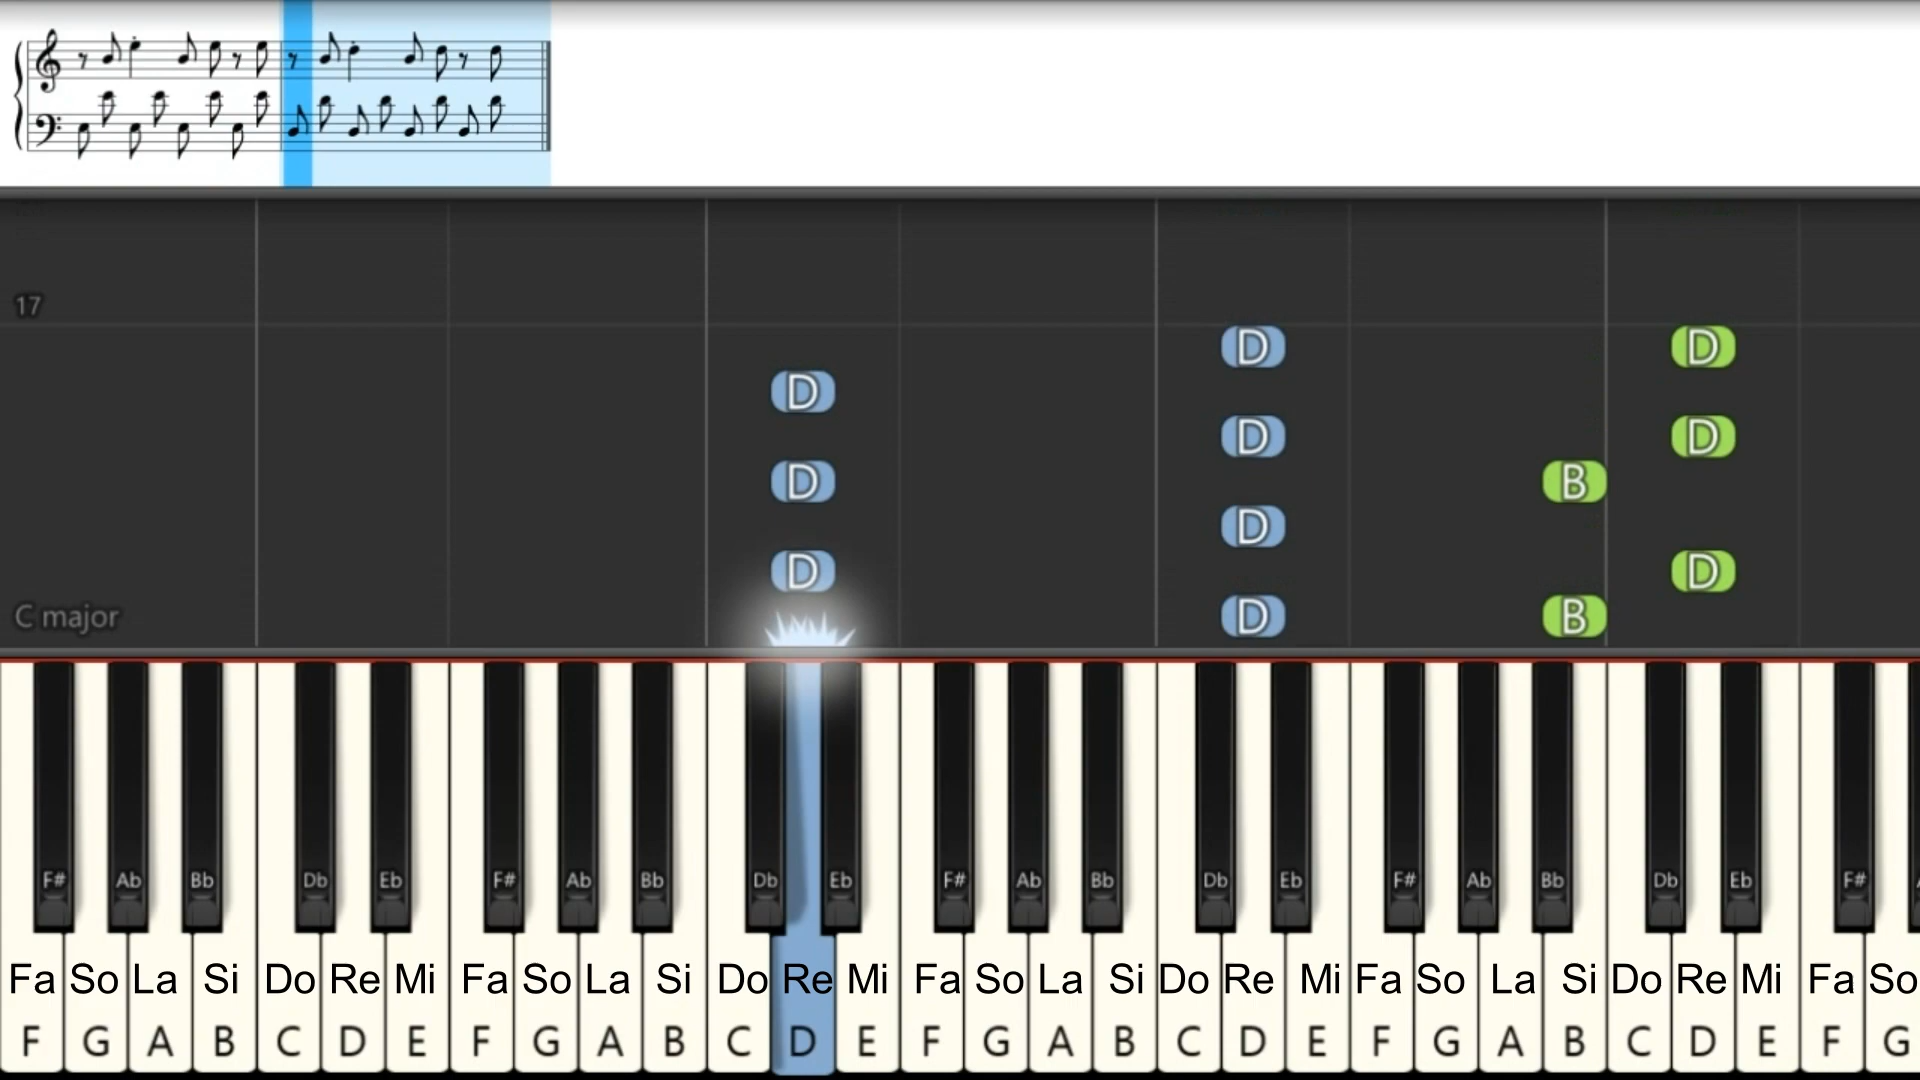 17
D D
D
D D
D B
D
D D
C major D B
F# Ab Bb Db Eb F# Ab Bb Db Eb F# Ab Bb Db Eb F# Ab Bb Db Eb F#
Fa So La Si Do Re Mi Fa So La Si Do Re Mi Fa So La Si Do Re Mi Fa So La Si Do Re Mi Fa So
F G A B C D E F G A B C D E F G A B C D E F G A B C D E F G